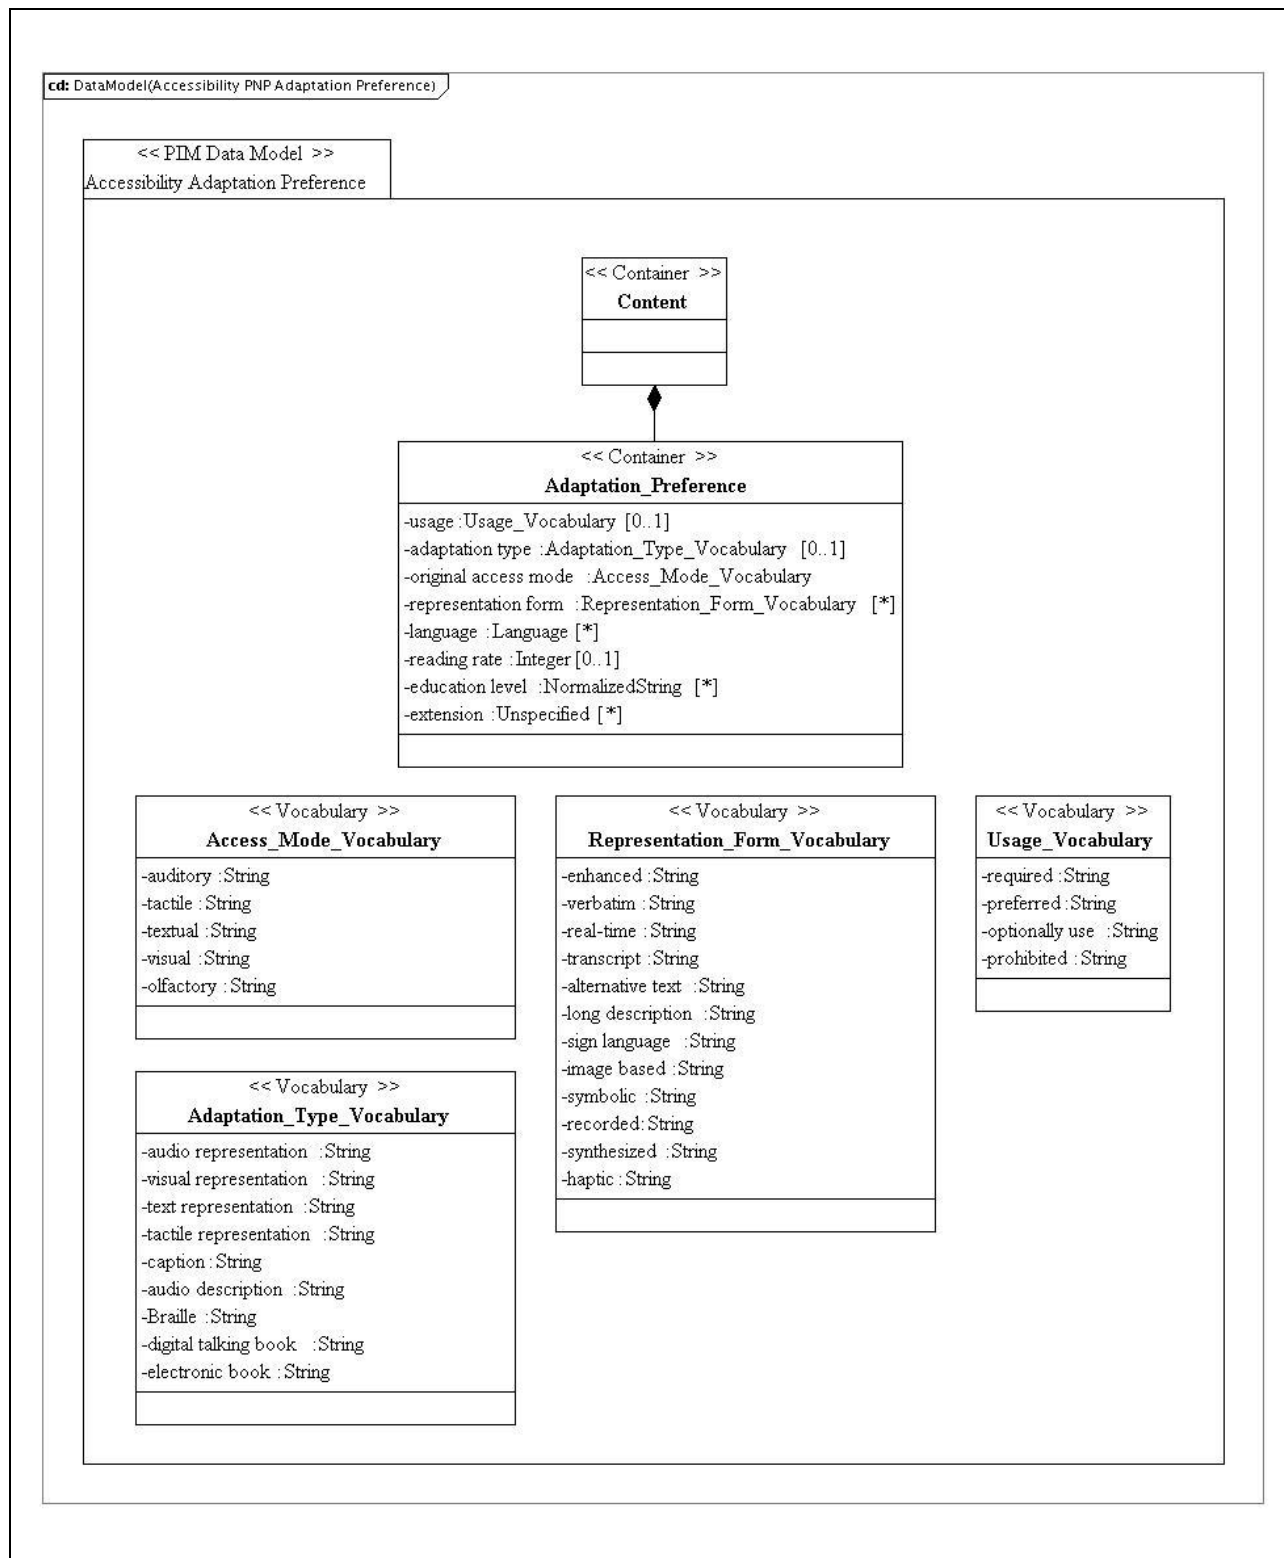 cd: DataModel(Accessibility PNP Adaptation Preference)
<< PIM Data Model >>
Accessibility Adaptation Preference
<< Container >>
Content
<< Container >>
Adaptation_Preference
-usage :Usage_Vocabulary [0..1]
-adaptation type :Adaptation_Type_Vocabulary [0..1]
-original access mode :Access_Mode_Vocabulary
-representation form :Representation_Form_Vocabulary [*]
-language :Language [*]
-reading rate :Integer [0..1]
-education level :NormalizedString [*]
-extension :Unspecified [*]
<< Vocabulary >>
Access_Mode_Vocabulary
-auditory :String
-tactile :String
-textual :String
-visual :String
-olfactory :String
<< Vocabulary >>
Representation_Form_Vocabulary
-enhanced :String
-verbatim :String
-real-time :String
-transcript :String
-alternative text :String
-long description :String
-sign language :String
-image based :String
-symbolic :String
-recorded:String
-synthesized :String
-haptic :String
<< Vocabulary >>
Usage_Vocabulary
-required :String
-preferred :String
-optionally use :String
-prohibited :String
<< Vocabulary >>
Adaptation_Type_Vocabulary
-audio representation :String
-visual representation :String
-text representation :String
-tactile representation :String
-caption :String
-audio description :String
-Braille :String
-digital talking book :String
-electronic book :String